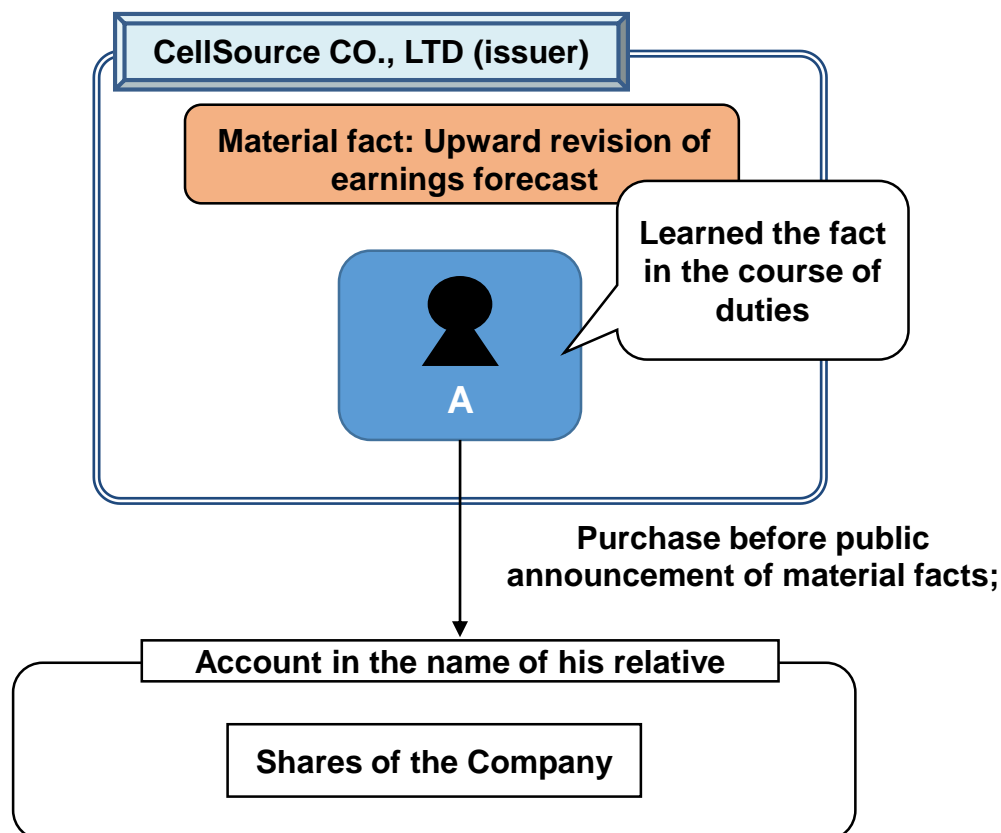 CellSource CO., LTD (issuer)
Material fact: Upward revision of
earnings forecast
Learned the fact
in the course of
duties
A
Purchase before public
announcement of material facts;
Account in the name of his relative
Shares of the Company